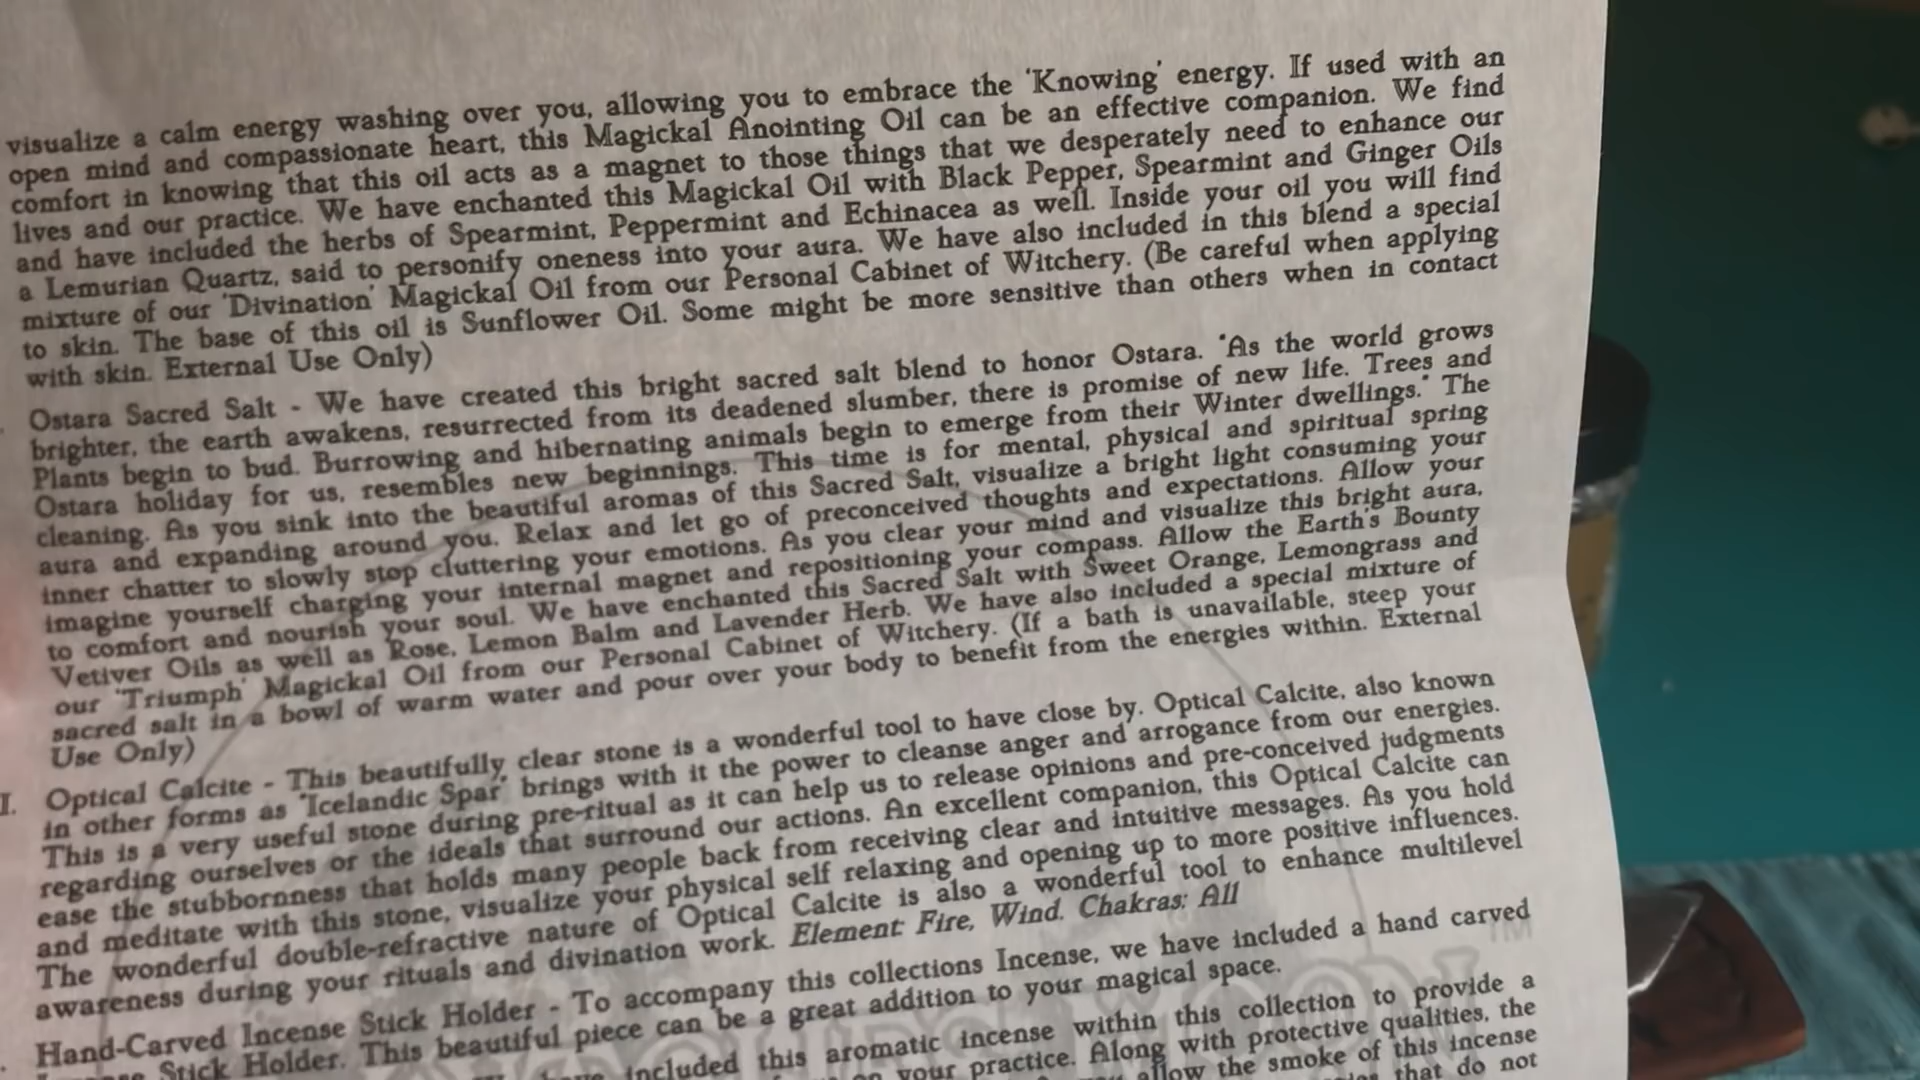 visualize a calm energy washing over you, allowing you to embrace the 'Knowing' energy. If used with an
open mind and compassionate heart, this Magickal Anointing Oil can be an effective companion. We find
comfort in knowing that this oil acts as a magnet to those things that we desperately need to enhance our
lives and our practice. We have enchanted this Magickal Oil with Black Pepper, Spearmint and Ginger Oils
and have included the herbs of Spearmint, Peppermint and Echinacea as well. Inside your oil you will find
a Lemurian Quartz, said to personify oneness into your aura. We have also included in this blend a special
mixture of our 'Divination' Magickal Oil from our Personal Cabinet of Witchery. (Be careful when applying
to skin. The base of this oil is Sunflower Oil. Some might be more sensitive than others when in contact
with skin. External Use Only)
Ostara Sacred Salt - We have created this bright sacred salt blend to honor Ostara. "As the world grows
brighter, the earth awakens, resurrected from its deadened slumber, there is promise of new life. Trees and
Plants begin to bud. Burrowing and hibernating animals begin to emerge from their Winter dwellings." The
Ostara holiday for us, resembles new beginnings. This time is for mental, physical and spiritual spring
cleaning. As you sink into the beautiful aromas of this Sacred Salt, visualize a bright light consuming your
aura and expanding around you. Relax and let go of preconceived thoughts and expectations. Allow your
inner chatter to slowly stop cluttering your emotions. As you clear your mind and visualize this bright aura,
imagine yourself charging your internal magnet and repositioning your compass. Allow the Earth's Bounty
to comfort and nourish your soul. We have enchanted this Sacred Salt with Sweet Orange, Lemongrass and
Vetiver Oils as well as Rose, Lemon Balm and Lavender Herb. We have also included a special mixture of
our 'Triumph' Magickal Oil from our Personal Cabinet of Witchery. (If a bath is unavailable, steep your
sacred salt in a bowl of warm water and pour over your body to benefit from the energies within. External
Use Only)
I. Optical Calcite - This beautifully clear stone is a wonderful tool to have close by. Optical Calcite, also known
in other forms as 'Icelandic Spar' brings with it the power to cleanse anger and arrogance from our energies.
This is a very useful stone during pre-ritual as it can help us to release opinions and pre-conceived judgments
regarding ourselves or the ideals that surround our actions. An excellent companion, this Optical Calcite can
ease the stubbornness that holds many people back from receiving clear and intuitive messages. As you hold
and meditate with this stone, visualize your physical self relaxing and opening up to more positive influences.
The wonderful double-refractive nature of Optical Calcite is also a wonderful tool to enhance multilevel
awareness during your rituals and divination work. Element: Fire, Wind. Chakras: All
Hand-Carved Incense Stick Holder - To accompany this collections Incense, we have included a hand carved
Stick Holder. This beautiful piece can be a great addition to your magical space.
included this aromatic incense within this collection to provide a
on your practice. Along with protective qualities, the
allow the smoke of this incense
that do not
MOON
TM